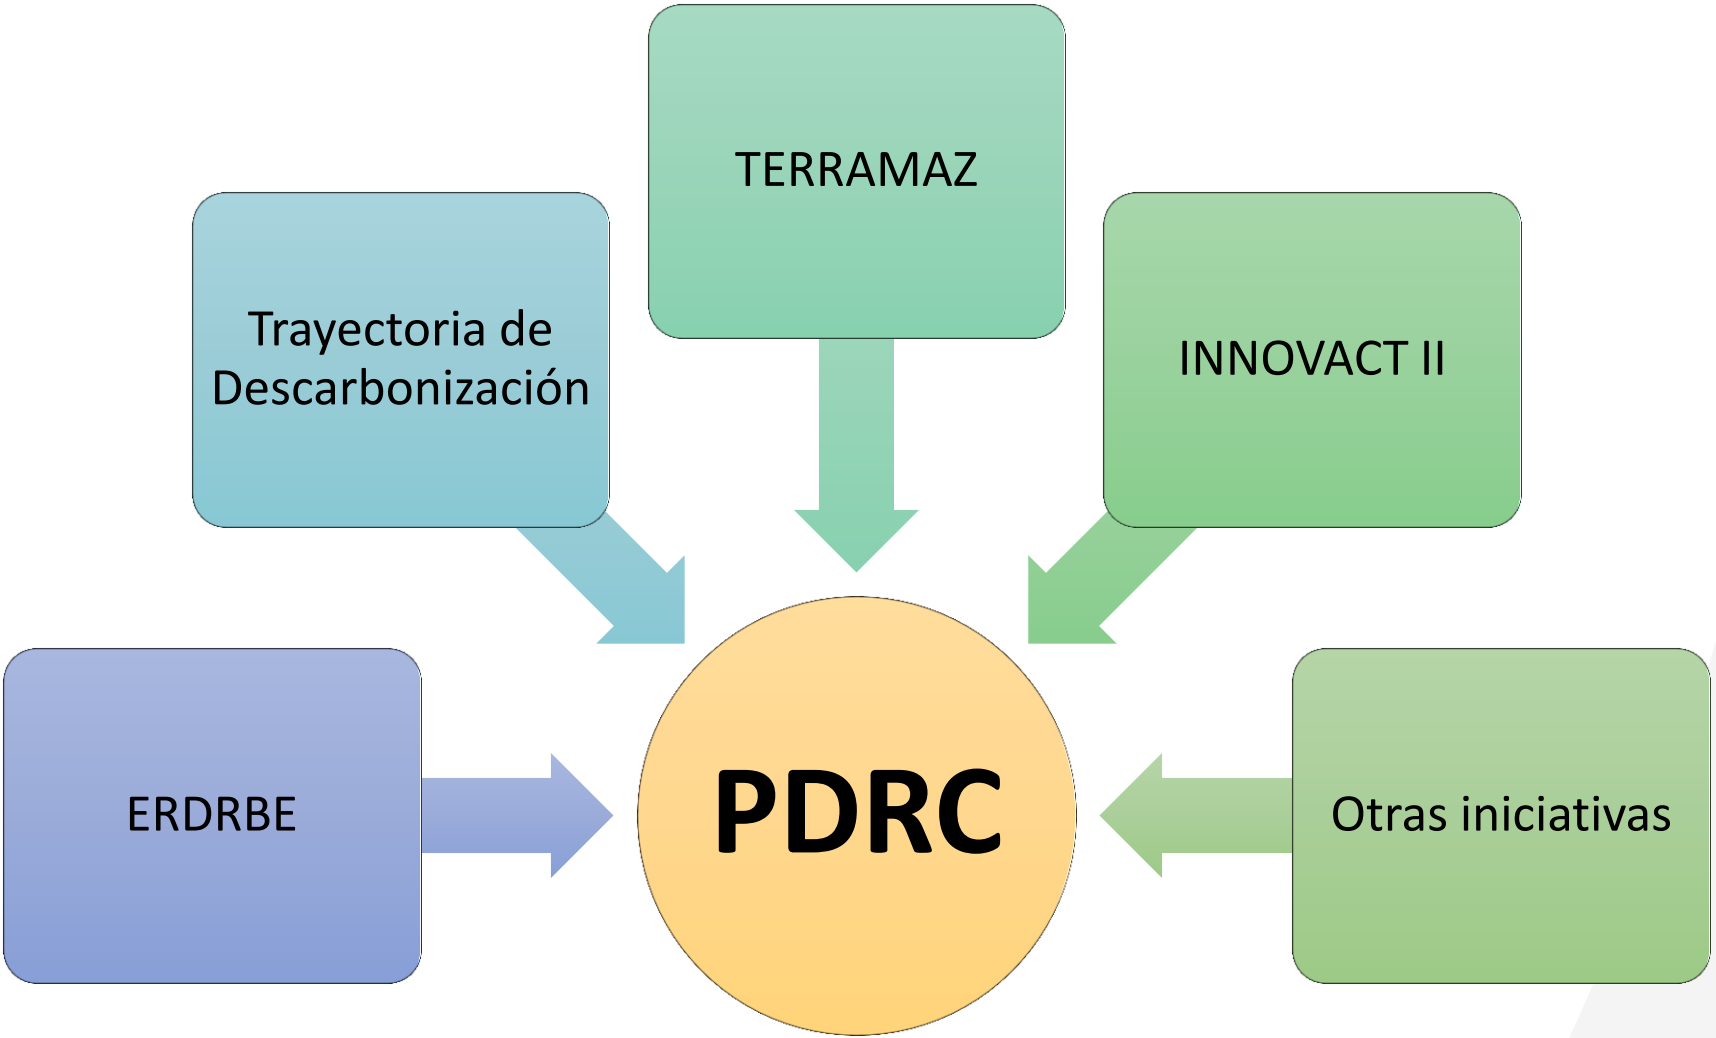 TERRAMAZ
Trayectoria de
Descarbonización
INNOVACT II
ERDRBE
PDRC
Otras iniciativas